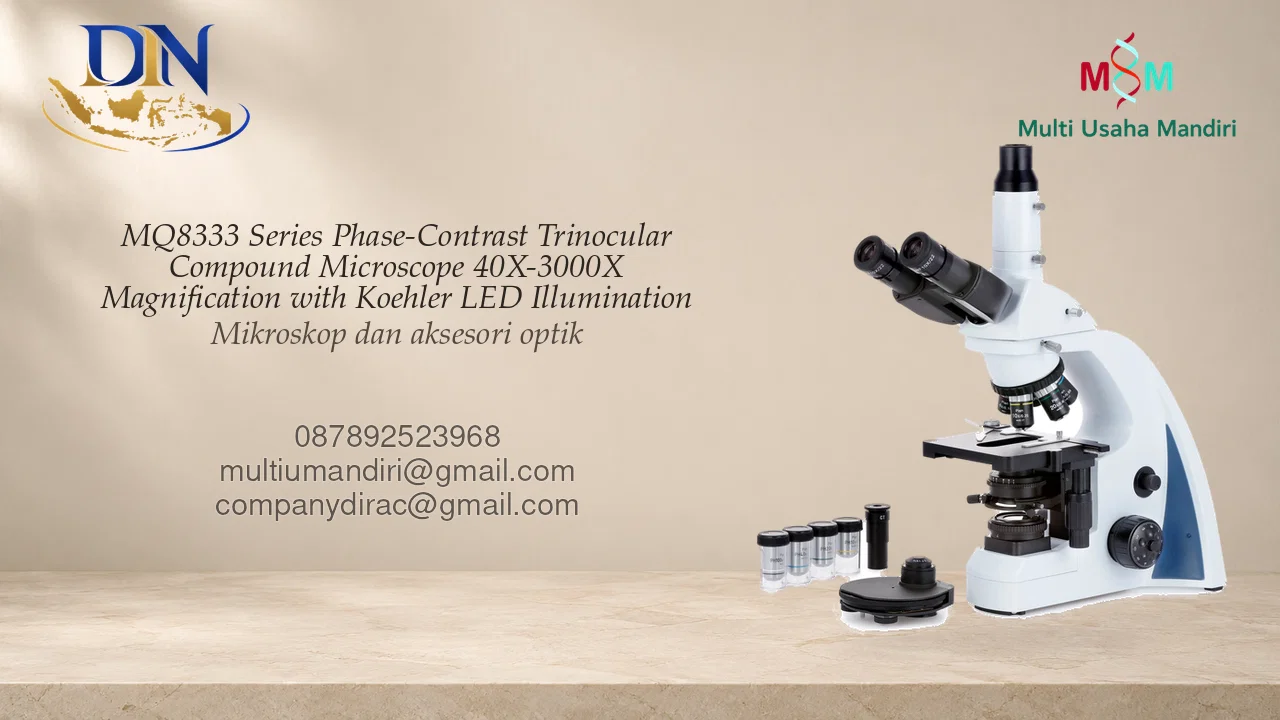 DN
M M
Multi Usaha Mandiri
MQ8333 Series Phase-Contrast Trinocular
Compound Microscope 40X-3000X
Magnification with Koehler LED Illumination
Mikroskop dan aksesori optik
087892523968
multiumandiri@gmail.com
companydirac@gmail.com